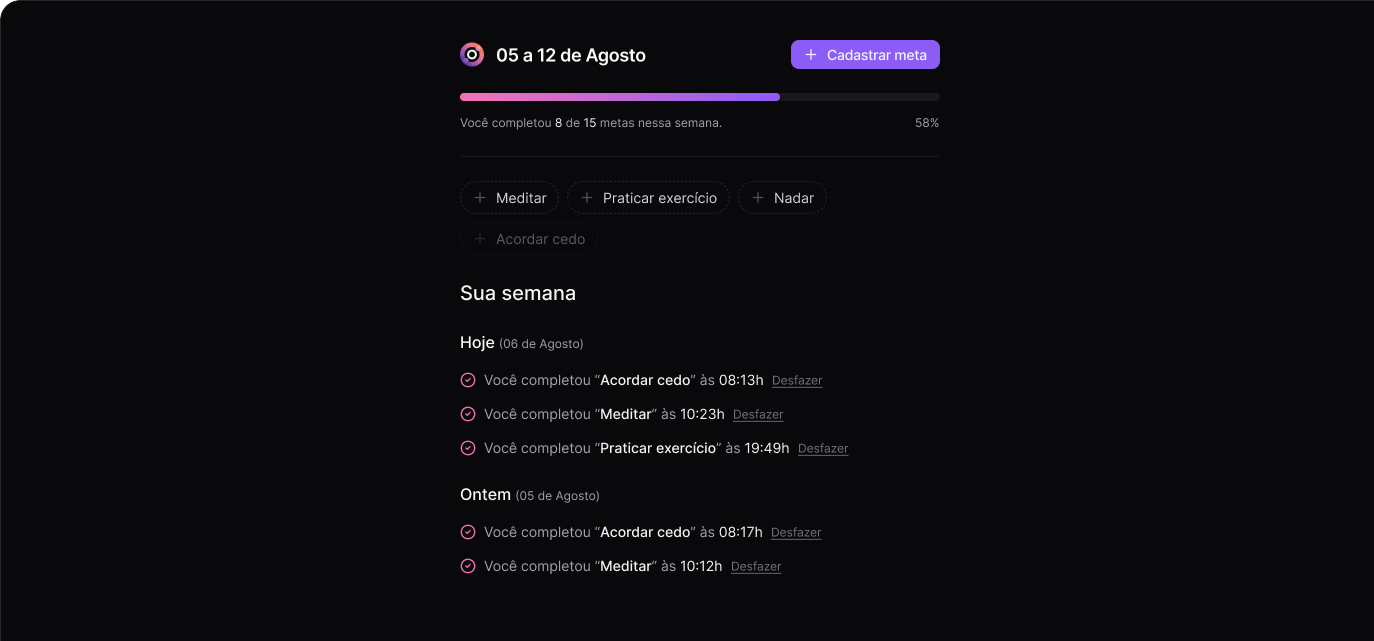 05 a 12 de Agosto
+ Cadastrar meta
Você completou 8 de 15 metas nessa semana.
58%
+ Meditar
+ Praticar exercício
+ Nadar
+ Acordar cedo
Sua semana
Hoje (06 de Agosto)
Você completou “Acordar cedo” às 08:13h Desfazer
Você completou “Meditar” às 10:23h Desfazer
Você completou “Praticar exercício” às 19:49h Desfazer
Ontem (05 de Agosto)
Você completou “Acordar cedo” às 08:17h Desfazer
Você completou “Meditar” às 10:12h Desfazer